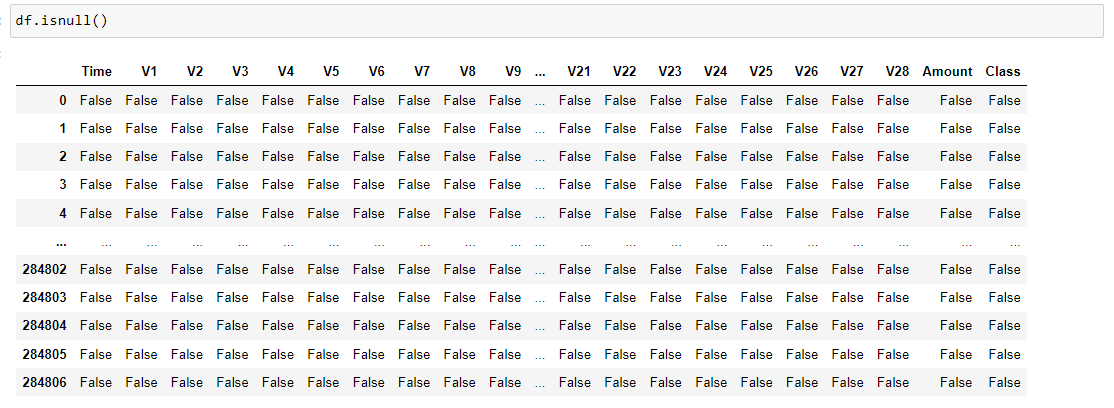 df.isnull()
Time V1 V2 V3 V4 V5 V6 V7 V8 V9 ... V21 V22 V23 V24 V25 V26 V27 V28 Amount Class
0 False False False False False False False False False False ... False False False False False False False False False False
1 False False False False False False False False False False ... False False False False False False False False False False
2 False False False False False False False False False False ... False False False False False False False False False False
3 False False False False False False False False False False ... False False False False False False False False False False
4 False False False False False False False False False False ... False False False False False False False False False False
... ... ... ... ... ... ... ... ... ... ... ... ... ... ... ... ... ... ... ... ... ...
284802 False False False False False False False False False False ... False False False False False False False False False False
284803 False False False False False False False False False False ... False False False False False False False False False False
284804 False False False False False False False False False False ... False False False False False False False False False False
284805 False False False False False False False False False False ... False False False False False False False False False False
284806 False False False False False False False False False False ... False False False False False False False False False False